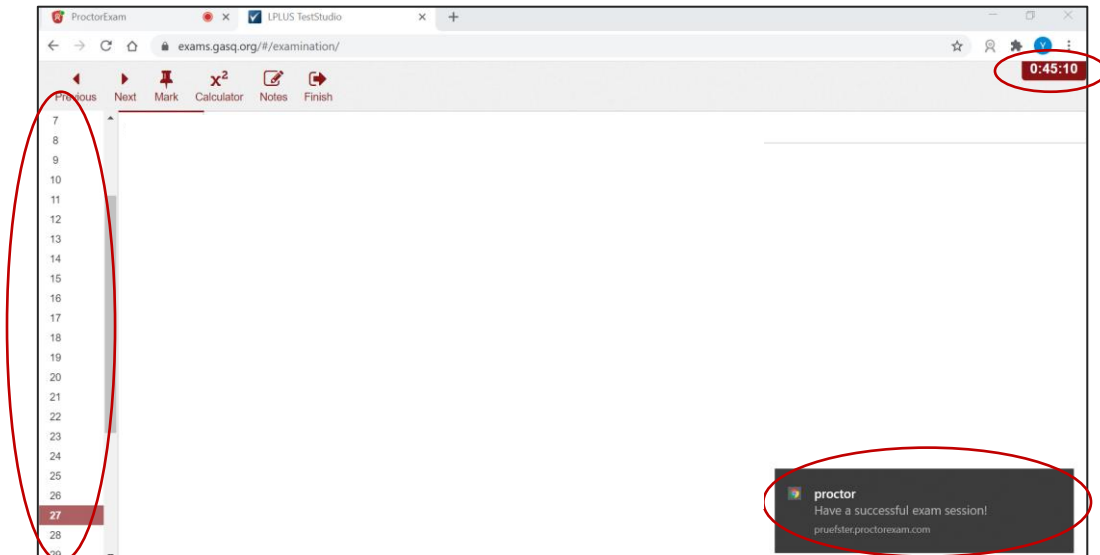 ProctorExam
LPLUS TestStudio
exams.gasq.org/#/examination/
Y
0:45:10
Previous
Next
Mark
x²
Calculator
Notes
Finish
7
8
9
10
11
12
13
14
15
16
17
18
19
20
21
22
23
24
25
26
27
28
29
proctor
Have a successful exam session!
pruefster.proctorexam.com